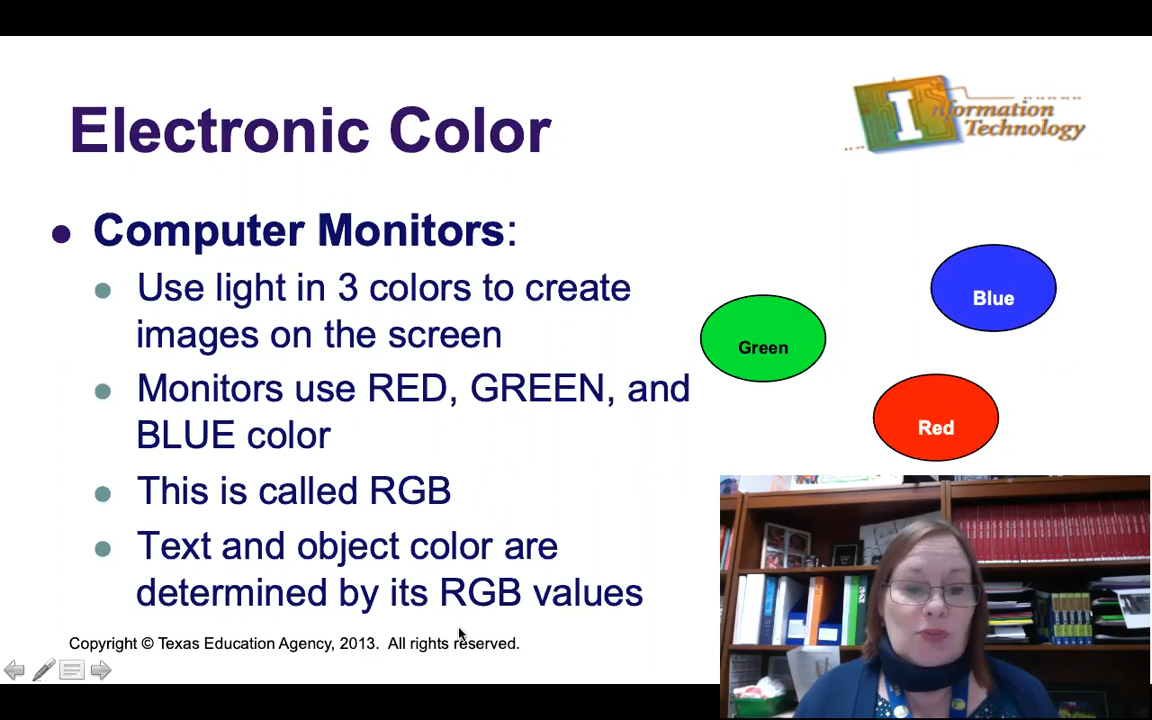 Electronic Color
Information
Technology
Computer Monitors:
Use light in 3 colors to create
images on the screen
Monitors use RED, GREEN, and
BLUE color
This is called RGB
Text and object color are
determined by its RGB values
Blue
Green
Red
Copyright © Texas Education Agency, 2013. All rights reserved.